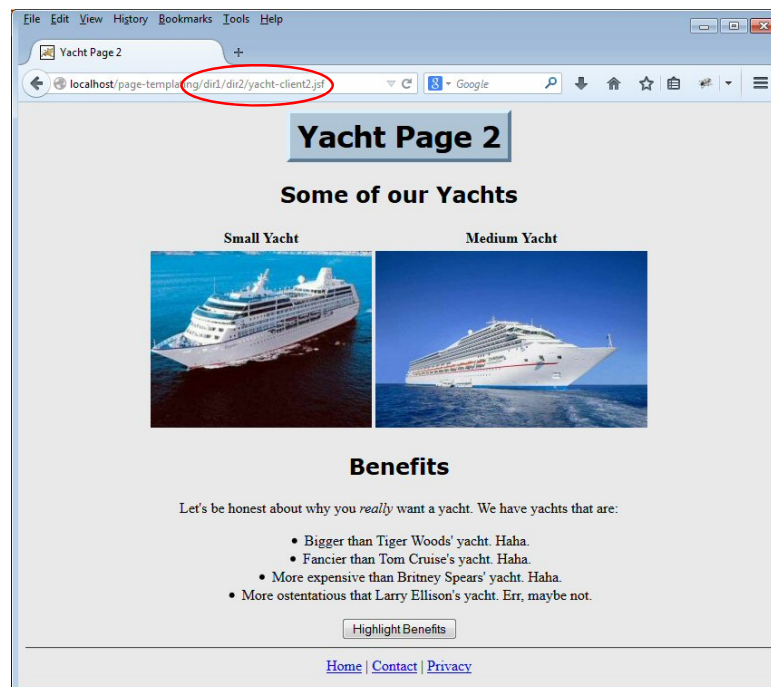 File Edit View History Bookmarks Tools Help
Yacht Page 2
localhost/page-templating/dir1/dir2/yacht-client2.jsf
Google
Yacht Page 2
Some of our Yachts
Small Yacht Medium Yacht
Benefits
Let's be honest about why you really want a yacht. We have yachts that are:
• Bigger than Tiger Woods' yacht. Haha.
• Fancier than Tom Cruise's yacht. Haha.
• More expensive than Britney Spears' yacht. Haha.
• More ostentatious that Larry Ellison's yacht. Err, maybe not.
Highlight Benefits
Home | Contact | Privacy